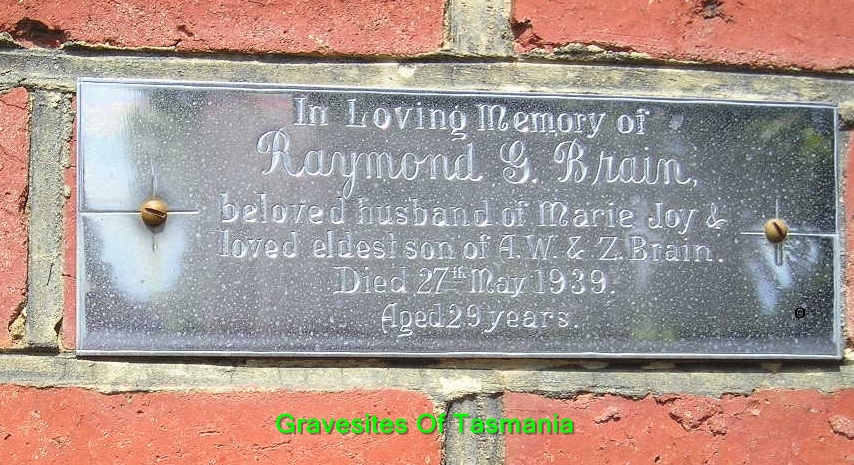 In Loving Memory of
Raymond G. Brain,
beloved husband of Marie Joy &
loved eldest son of A.W. & Z. Brain.
Died 27th May 1939.
Aged 29 years.
Gravesites Of Tasmania